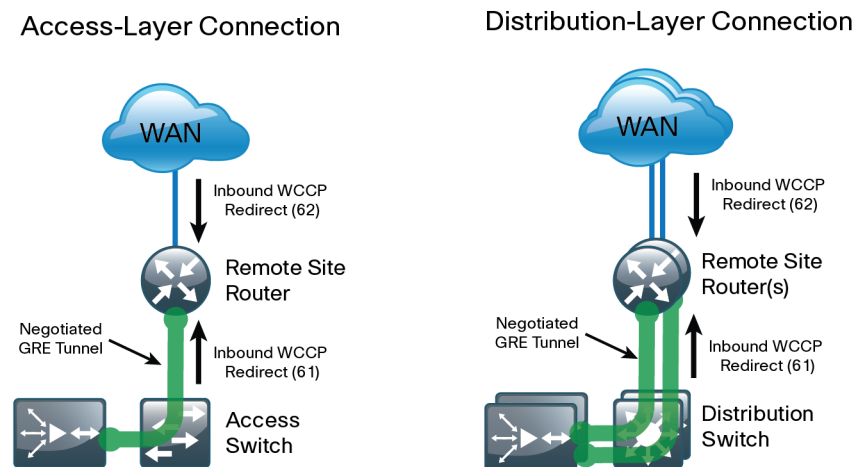 Access-Layer Connection
WAN
Inbound WCCP
Redirect (62)
Remote Site
Router
Negotiated
GRE Tunnel
Inbound WCCP
Redirect (61)
Access
Switch
Distribution-Layer Connection
WAN
Inbound WCCP
Redirect (62)
Remote Site
Router(s)
Negotiated
GRE Tunnel
Inbound WCCP
Redirect (61)
Distribution
Switch